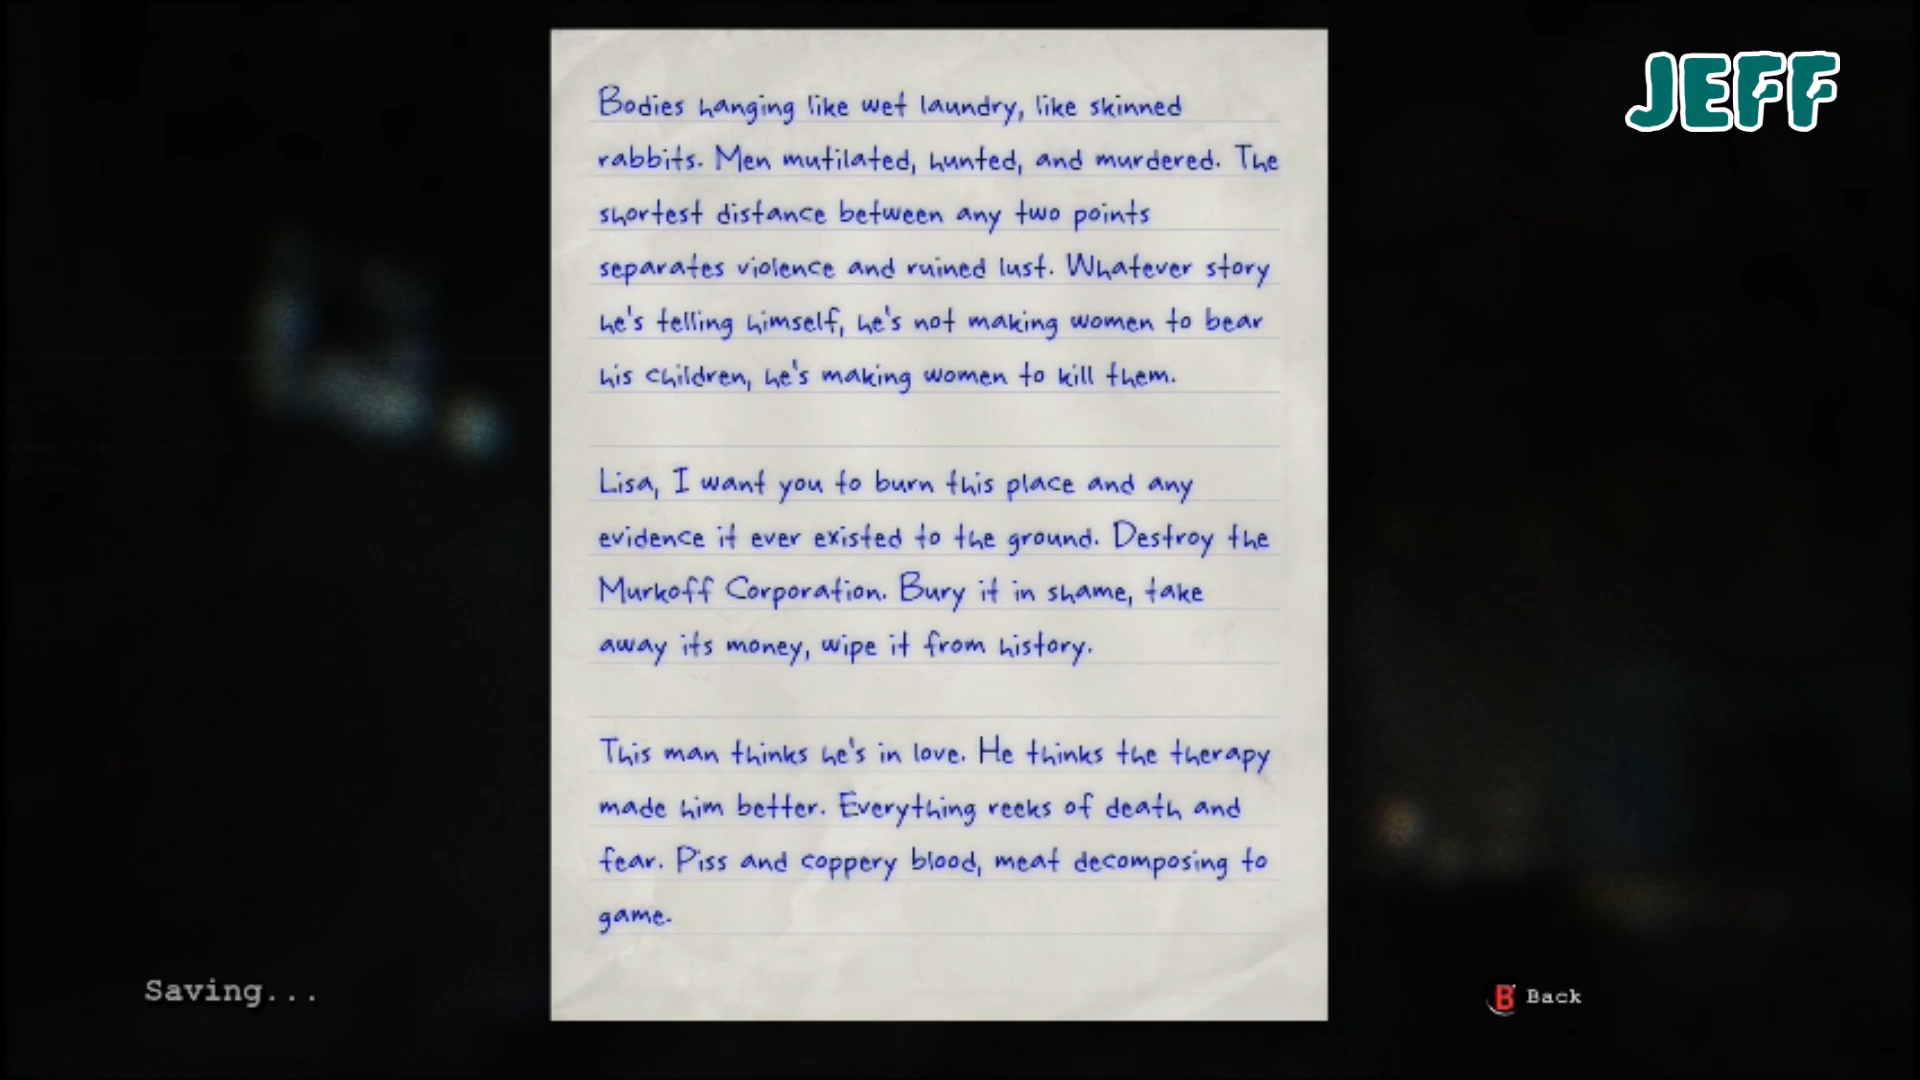 JEFF
Bodies hanging like wet laundry, like skinned
rabbits. Men mutilated, hunted, and murdered. The
shortest distance between any two points
separates violence and ruined lust. Whatever story
he's telling himself, he's not making women to bear
his children, he's making women to kill them.
Lisa, I want you to burn this place and any
evidence it ever existed to the ground. Destroy the
Murkoff Corporation. Bury it in shame, take
away its money, wipe it from history.
This man thinks he's in love. He thinks the therapy
made him better. Everything reeks of death and
fear. Piss and coppery blood, meat decomposing to
game.
Saving...
B Back